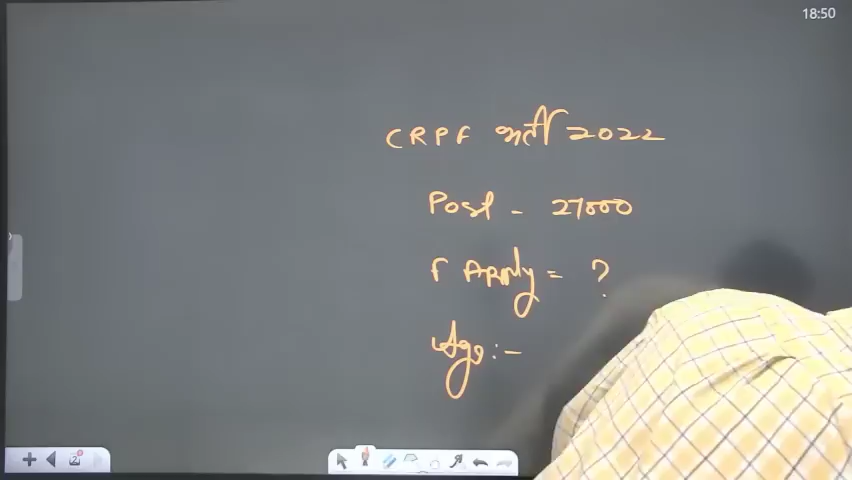 18:50
CRPF भर्ती 2022
Post - 27000
F Apply = ?
Age :-